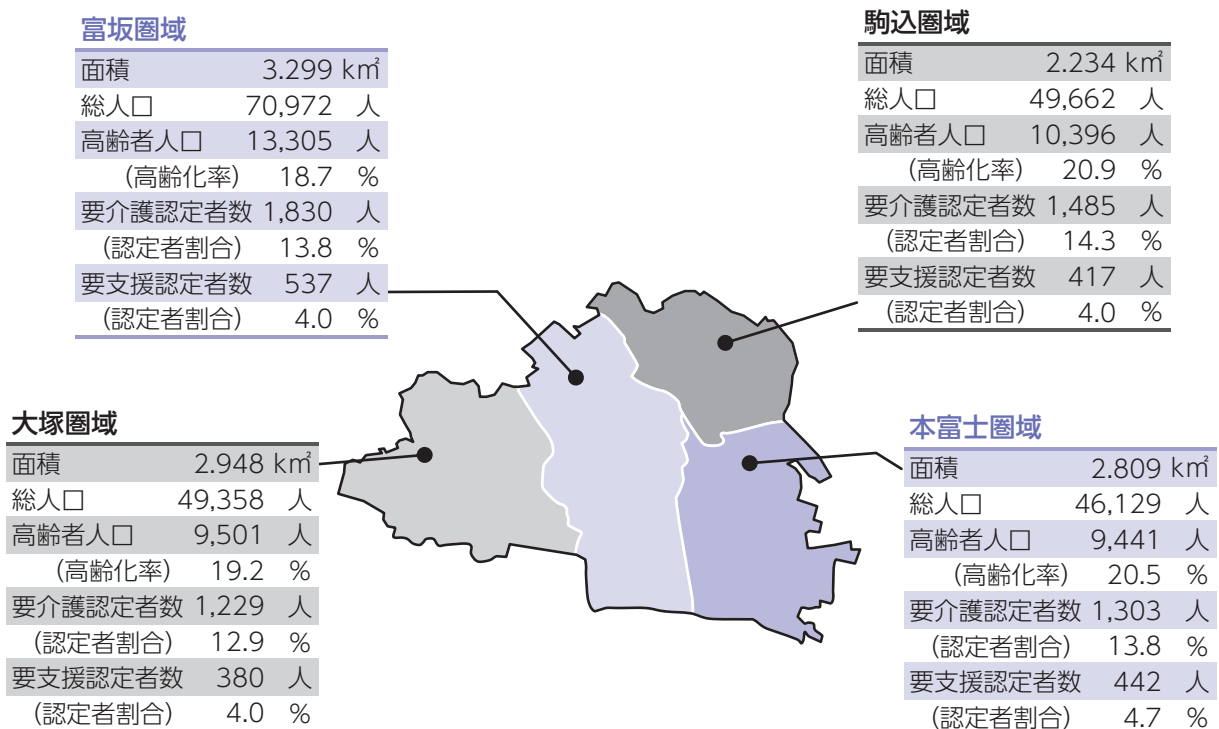 富坂圏域
面積 3.299 k㎡
総人口 70,972 人
高齢者人口 13,305 人
(高齢化率) 18.7 %
要介護認定者数 1,830 人
(認定者割合) 13.8 %
要支援認定者数 537 人
(認定者割合) 4.0 %
駒込圏域
面積 2.234 k㎡
総人口 49,662 人
高齢者人口 10,396 人
(高齢化率) 20.9 %
要介護認定者数 1,485 人
(認定者割合) 14.3 %
要支援認定者数 417 人
(認定者割合) 4.0 %
大塚圏域
面積 2.948 k㎡
総人口 49,358 人
高齢者人口 9,501 人
(高齢化率) 19.2 %
要介護認定者数 1,229 人
(認定者割合) 12.9 %
要支援認定者数 380 人
(認定者割合) 4.0 %
本富士圏域
面積 2.809 k㎡
総人口 46,129 人
高齢者人口 9,441 人
(高齢化率) 20.5 %
要介護認定者数 1,303 人
(認定者割合) 13.8 %
要支援認定者数 442 人
(認定者割合) 4.7 %